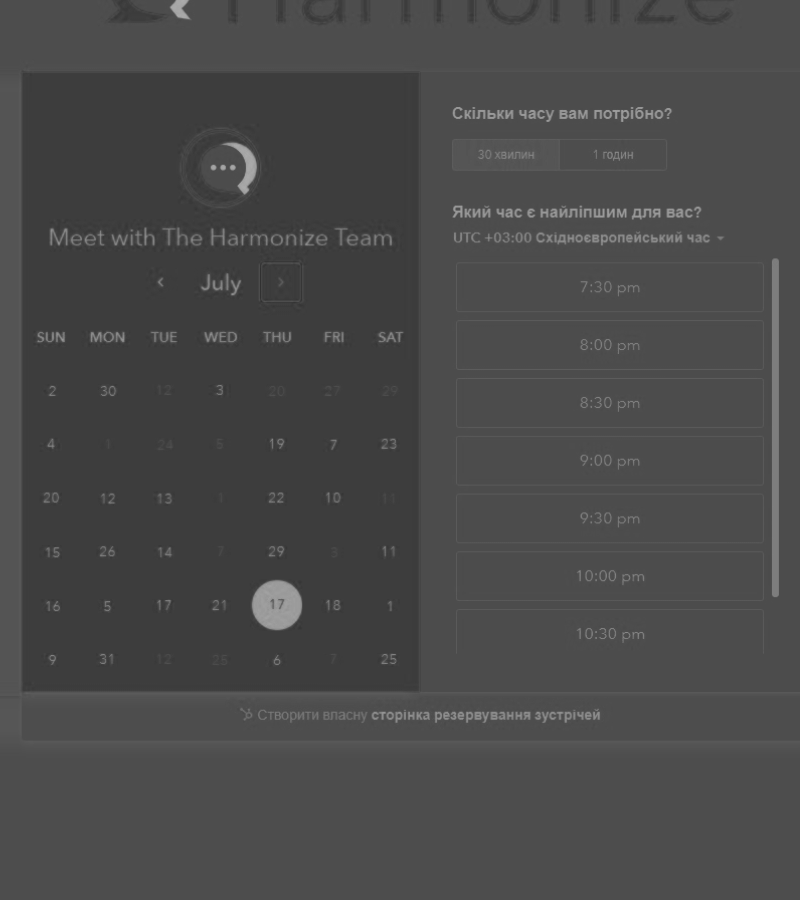 Harmonize
Meet with The Harmonize Team
July
SUN MON TUE WED THU FRI SAT
2 30 12 3 20 27 29
4 24 5 19 7 23
20 12 13 22 10 11
15 26 14 29 11
16 5 17 21 17 18 1
9 31 12 25 6 7 25
Скільки часу вам потрібно?
30 хвилин 1 годин
Який час є найліпшим для вас?
UTC +03:00 Східноєвропейський час
7:30 pm
8:00 pm
8:30 pm
9:00 pm
9:30 pm
10:00 pm
10:30 pm
Створити власну сторінка резервування зустрічей